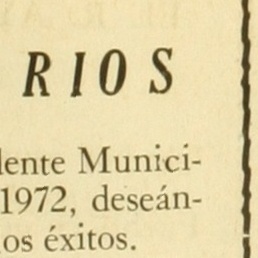 RIOS
dente Munici-
1972, deseán-
os éxitos.